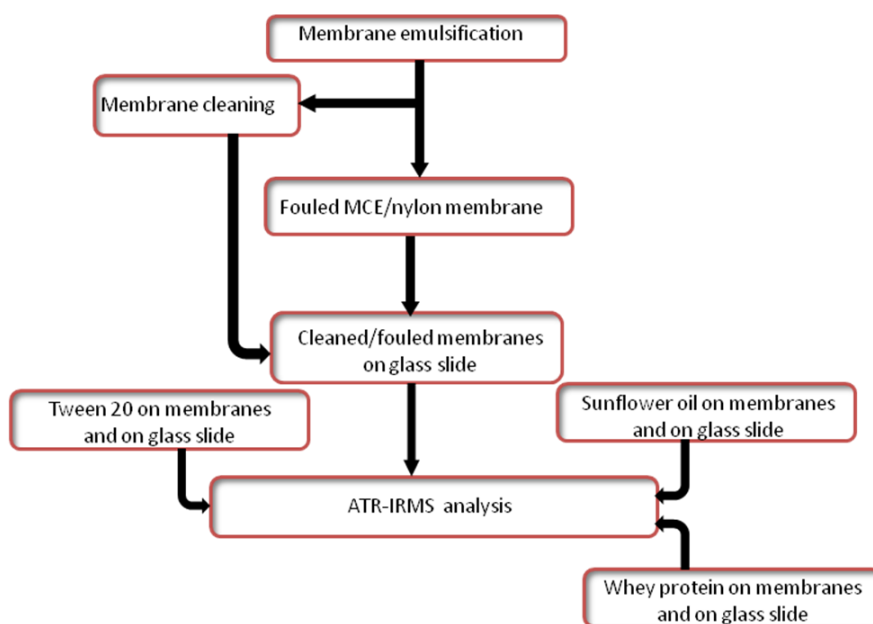 Membrane emulsification
Membrane cleaning
Fouled MCE/nylon membrane
Cleaned/fouled membranes
on glass slide
Tween 20 on membranes
and on glass slide
Sunflower oil on membranes
and on glass slide
ATR-IRMS analysis
Whey protein on membranes
and on glass slide